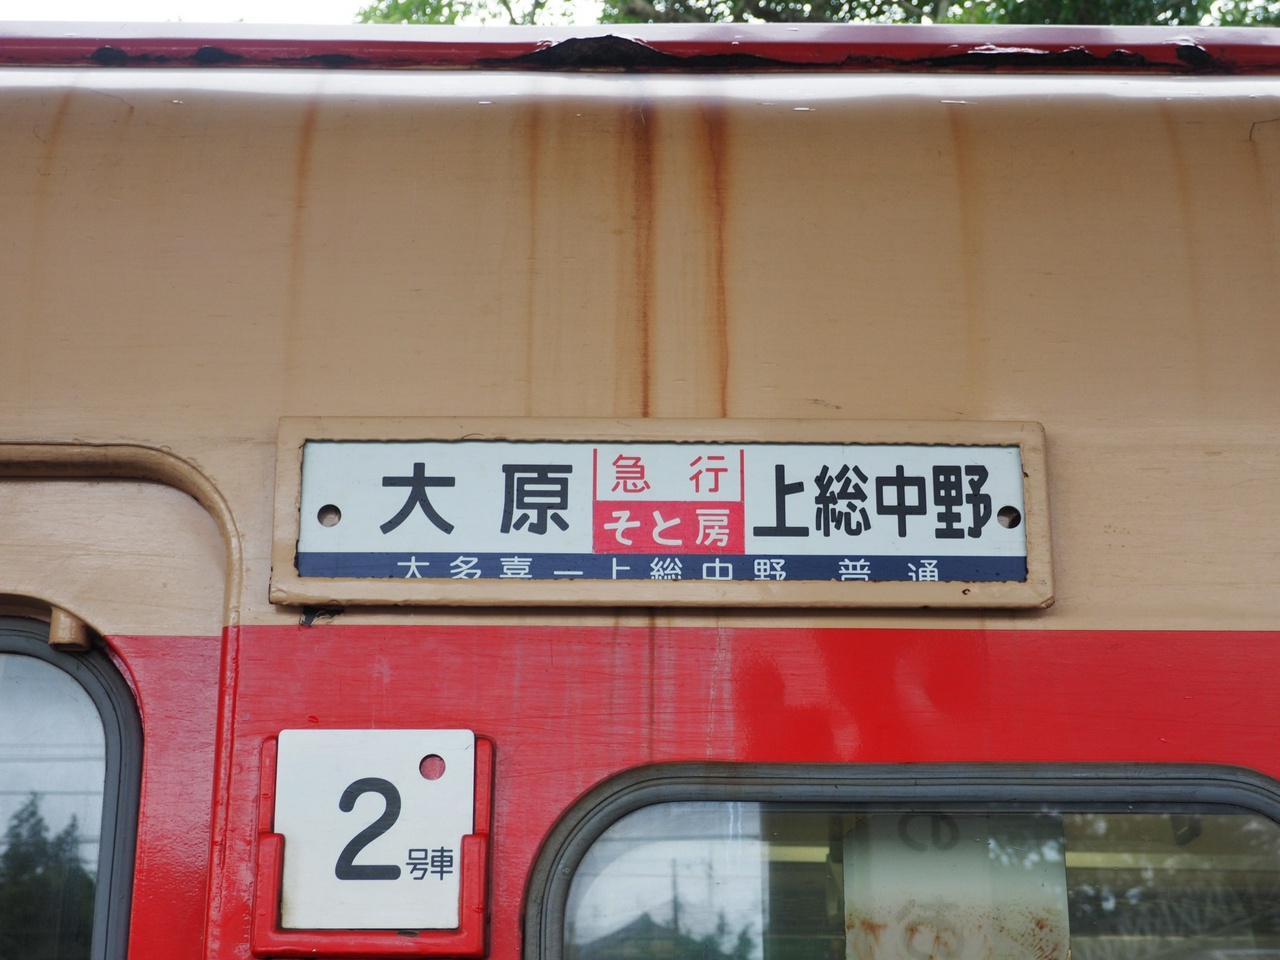 大原 急行 上総中野
そと房
大多喜ー上総中野 普通
2号車